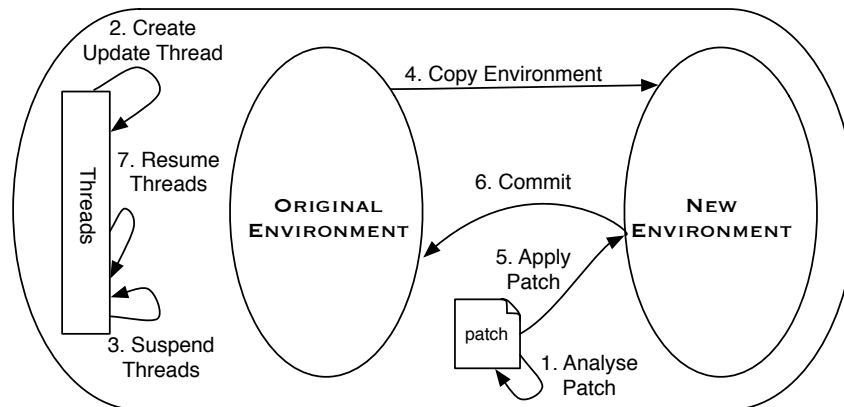 2. Create
Update Thread
4. Copy Environment
7. Resume
Threads
Threads
6. Commit
ORIGINAL
ENVIRONMENT
NEW
ENVIRONMENT
5. Apply
Patch
patch
3. Suspend
Threads
1. Analyse
Patch